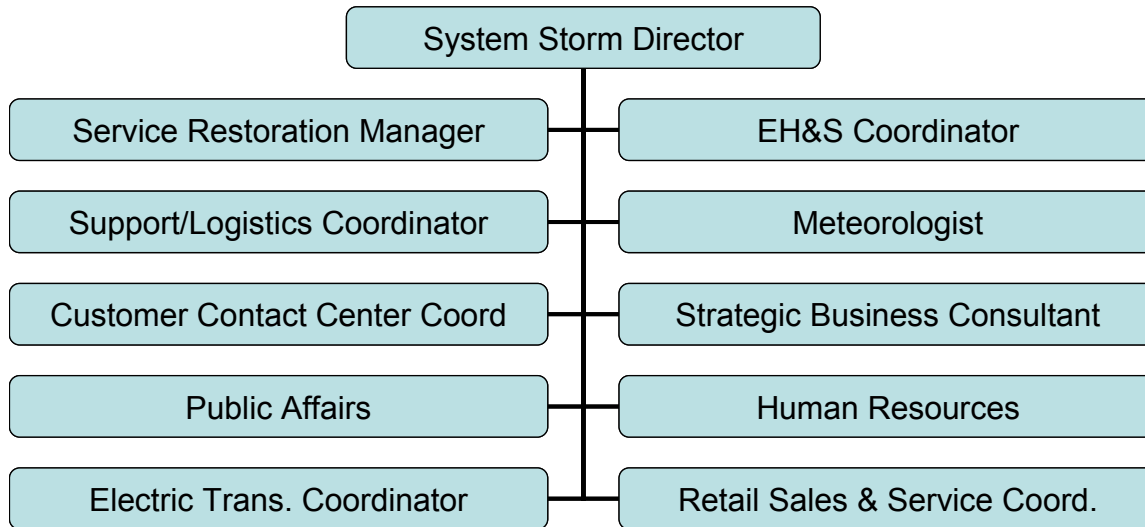 System Storm Director
Service Restoration Manager
EH&S Coordinator
Support/Logistics Coordinator
Meteorologist
Customer Contact Center Coord
Strategic Business Consultant
Public Affairs
Human Resources
Electric Trans. Coordinator
Retail Sales & Service Coord.